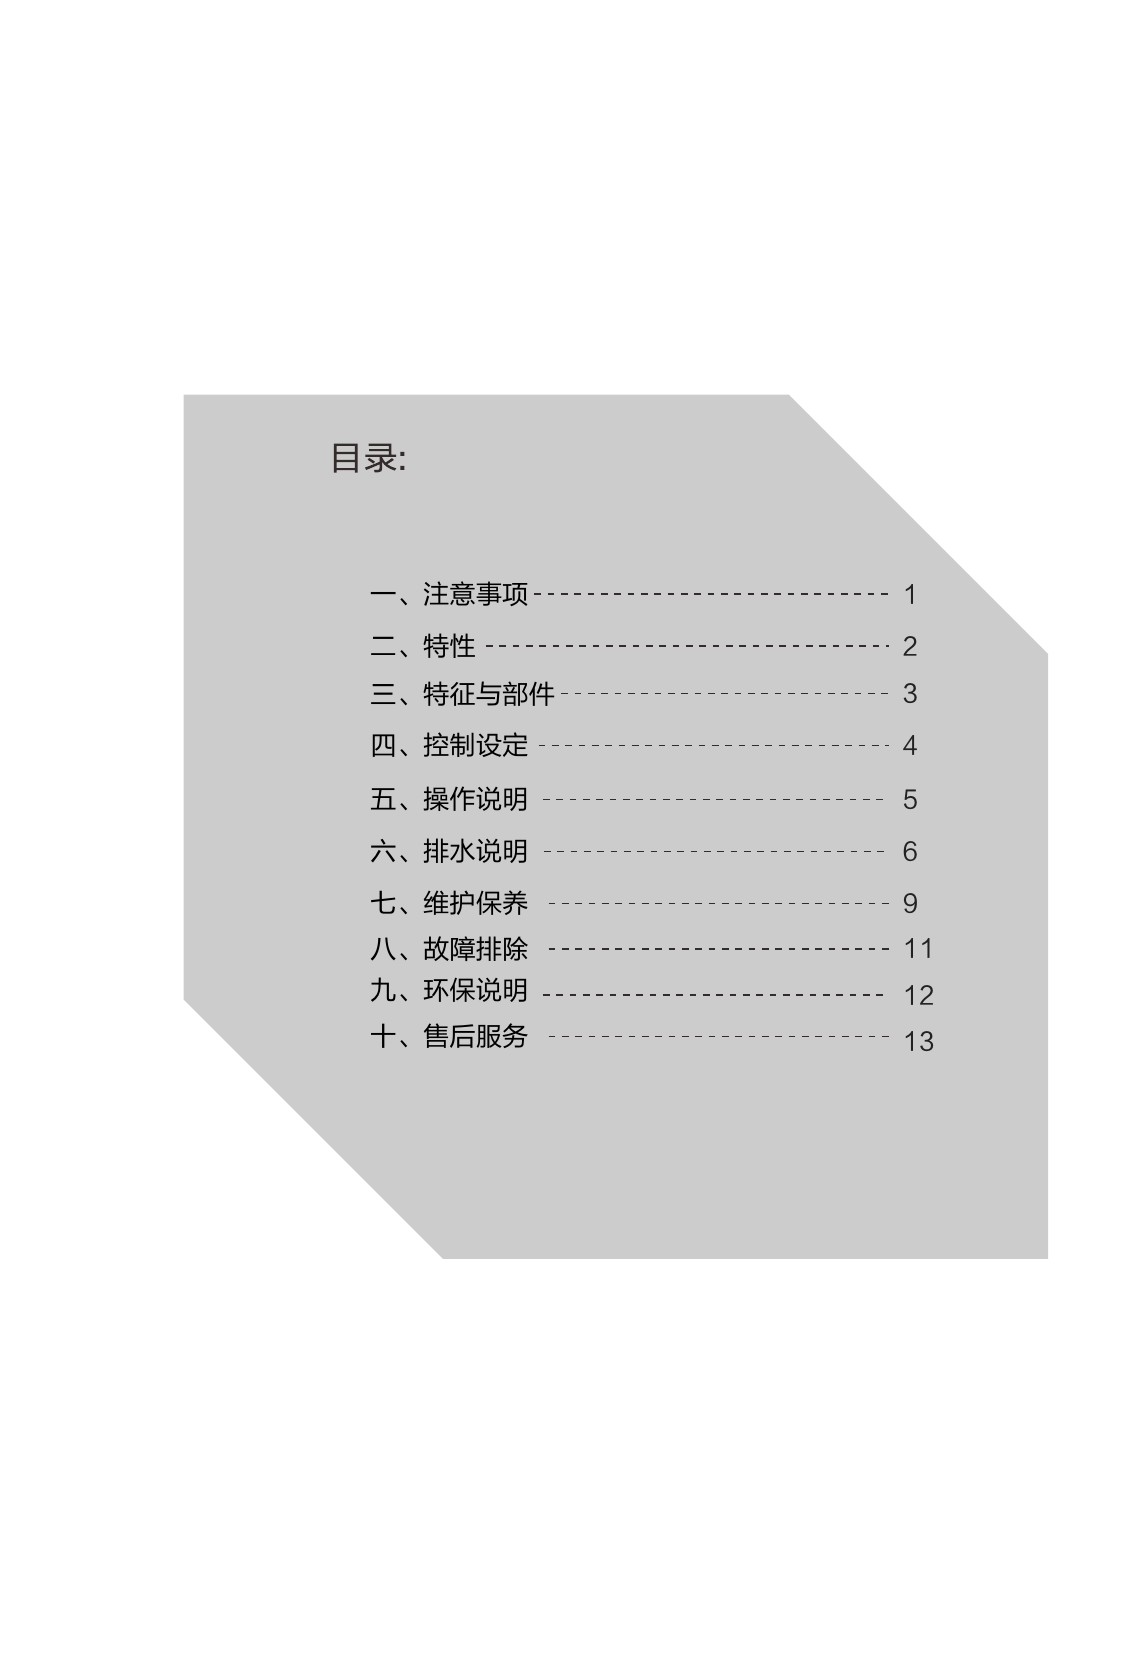 目录:
一、注意事项 1
二、特性 2
三、特征与部件 3
四、控制设定 4
五、操作说明 5
六、排水说明 6
七、维护保养 9
八、故障排除 11
九、环保说明 12
十、售后服务 13